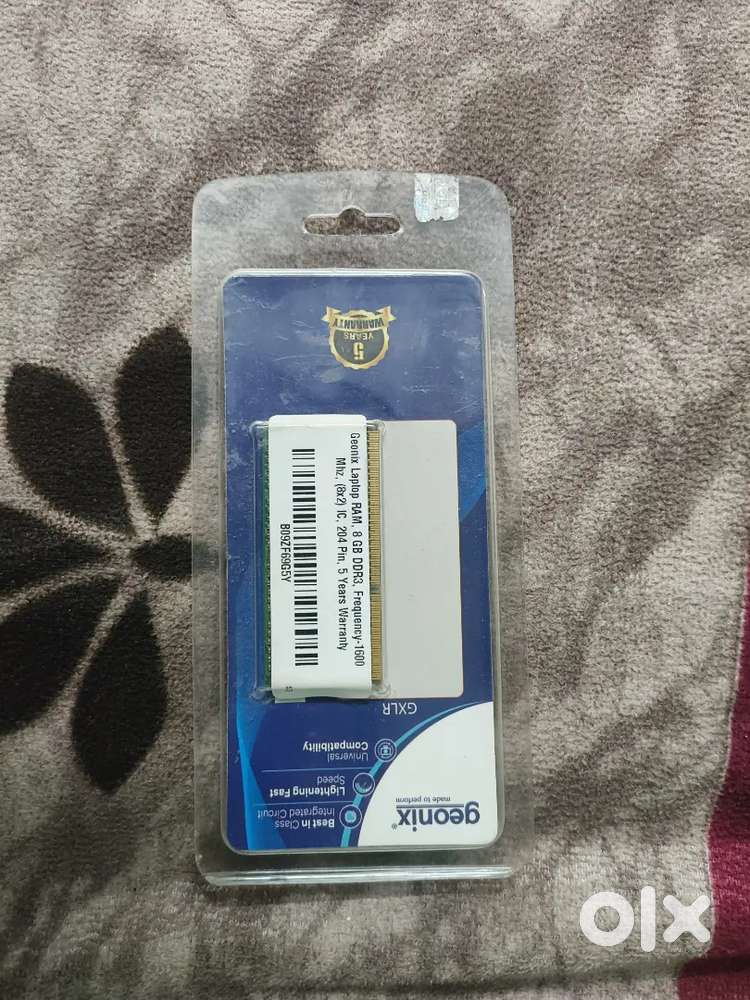 geonix®
made to perform
Best in Class
Integrated Circuit
Lightening Fast
Speed
Universal
Compatibility
GXLR
Geonix Laptop RAM, 8 GB DDR3, Frequency-1600
Mhz, (8x2) IC, 204 Pin, 5 Years Warranty
B09ZF69G5Y
5
YEARS
WARRANTY
olx